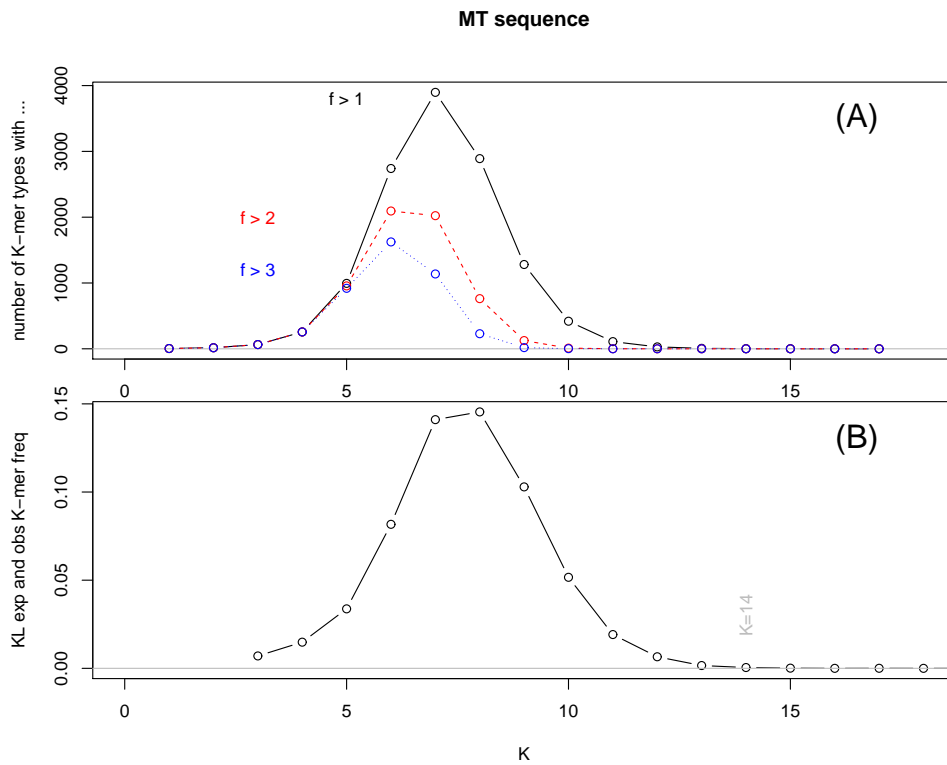 MT sequence
number of K−mer types with ...
4000
3000
2000
1000
0
f > 1
f > 2
f > 3
(A)
0 5 10 15
KL exp and obs K−mer freq
0.15
0.10
0.05
0.00
(B)
K=14
0 5 10 15
K